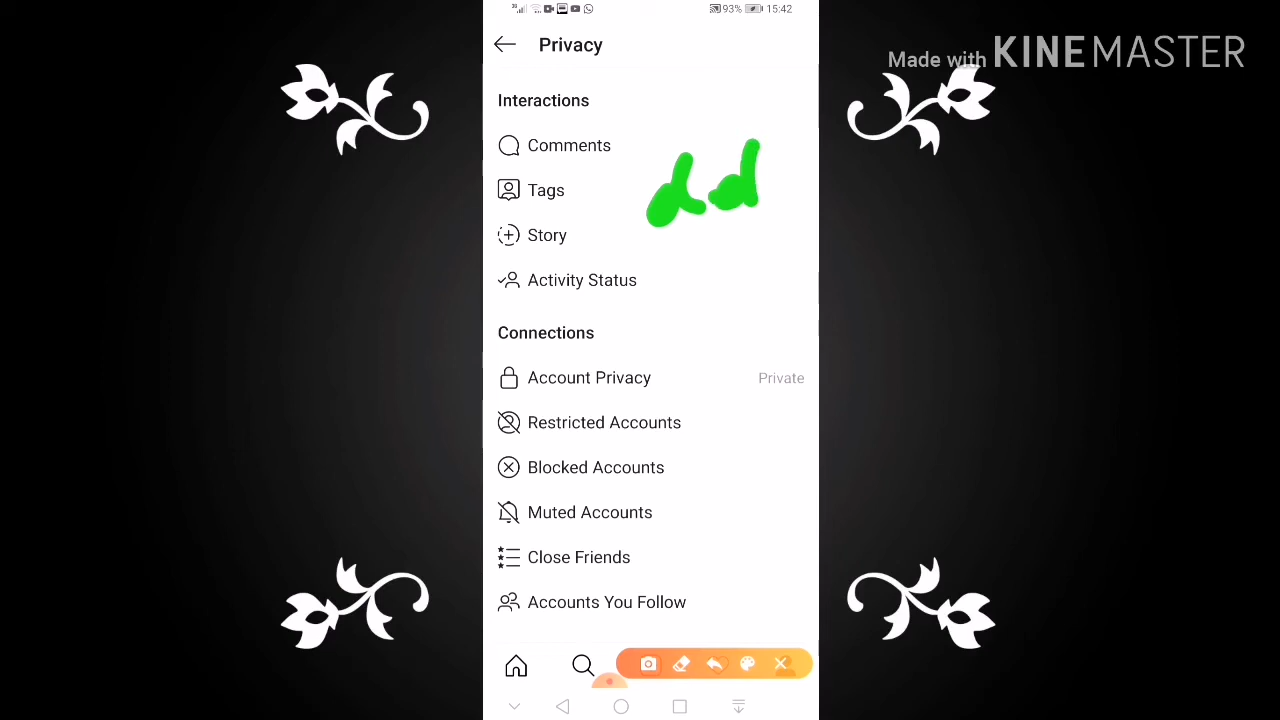 93% 15:42
Privacy
Made with KINEMASTER
Interactions
Comments
Tags
Story
Activity Status
Connections
Account Privacy Private
Restricted Accounts
Blocked Accounts
Muted Accounts
Close Friends
Accounts You Follow